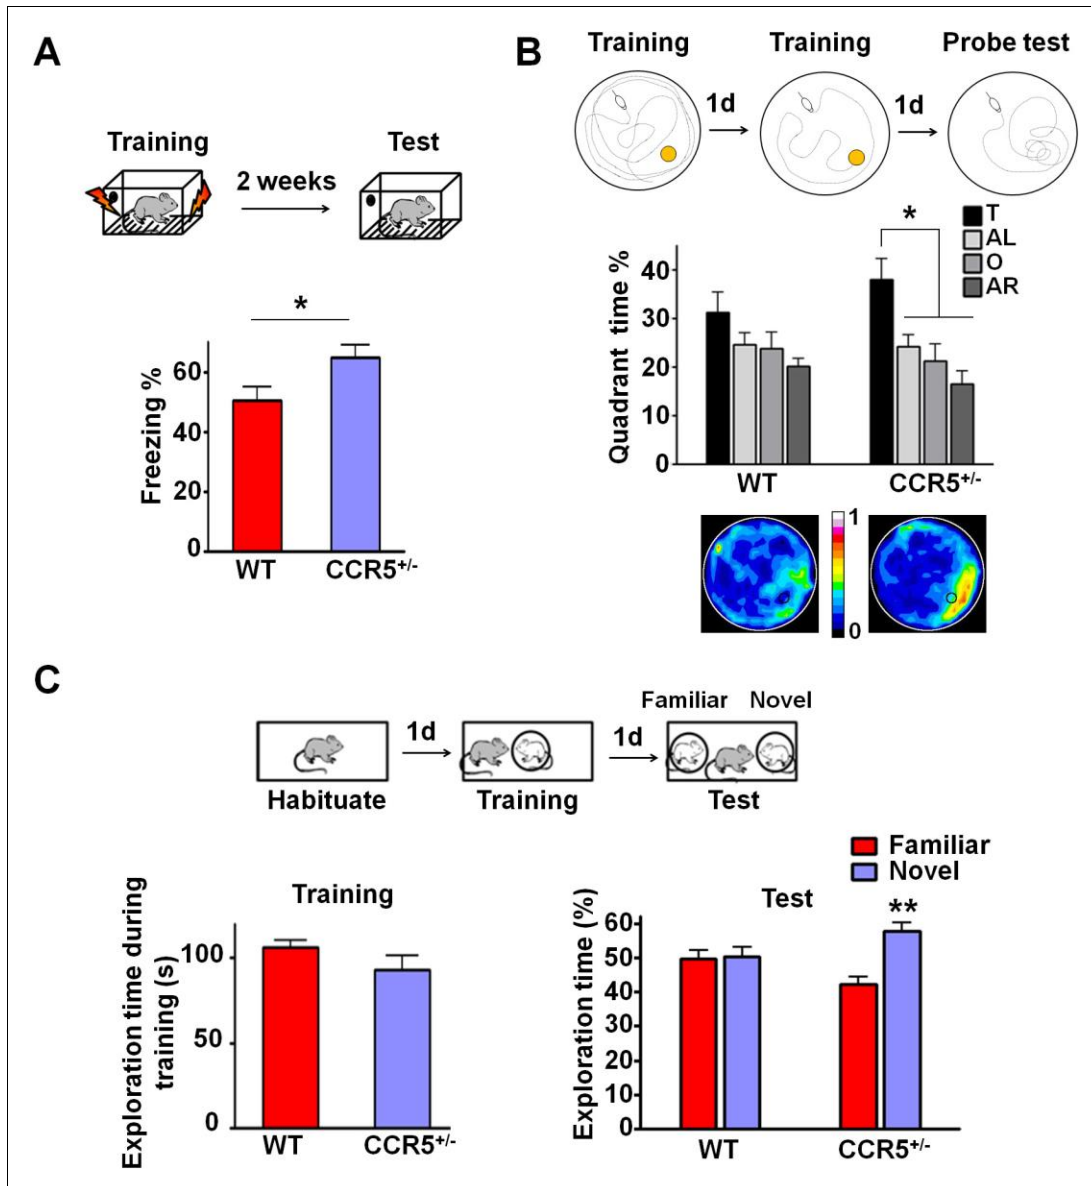 A
Training
Test
2 weeks
*
Freezing %
60
40
20
0
WT
CCR5+/-
B
Training
Training
Probe test
1d
1d
T
AL
O
AR
*
Quadrant time %
40
30
20
10
0
WT
CCR5+/-
1
0
C
Familiar
Novel
1d
1d
Habituate
Training
Test
Training
Exploration time during
training (s)
100
50
0
WT
CCR5+/-
Familiar
Novel
Test
**
Exploration time (%)
60
50
40
30
20
10
0
WT
CCR5+/-